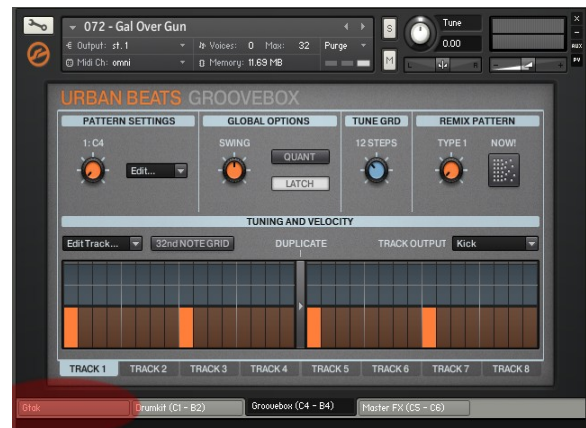 072 - Gal Over Gun
Output: st. 1 Voices: 0 Max: 32 Purge
Midi Ch: omni Memory: 11.69 MB
S
M
Tune
0.00
L R
- +
×
-
AUX
PV
URBAN BEATS GROOVEBOX
PATTERN SETTINGS GLOBAL OPTIONS TUNE GRD REMIX PATTERN
1: C4 SWING 12 STEPS TYPE 1 NOW!
Edit... QUANT
LATCH
TUNING AND VELOCITY
Edit Track... 32nd NOTE GRID DUPLICATE TRACK OUTPUT Kick
TRACK 1 TRACK 2 TRACK 3 TRACK 4 TRACK 5 TRACK 6 TRACK 7 TRACK 8
Gtok Drumkit (C1 - B2) Groovebox (C4 - B4) Master FX (C5 - C6)